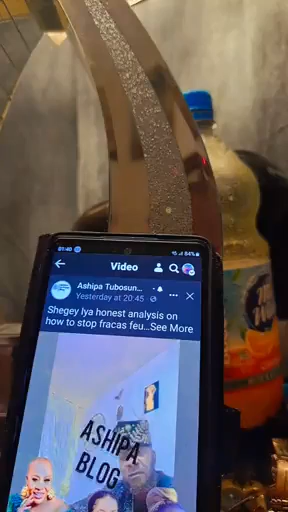 01:40
84%
Video
Ashipa Tubosun...
Yesterday at 20:45
Shegey Iya honest analysis on
how to stop fracas feu...See More
ASHIPA
BLOG